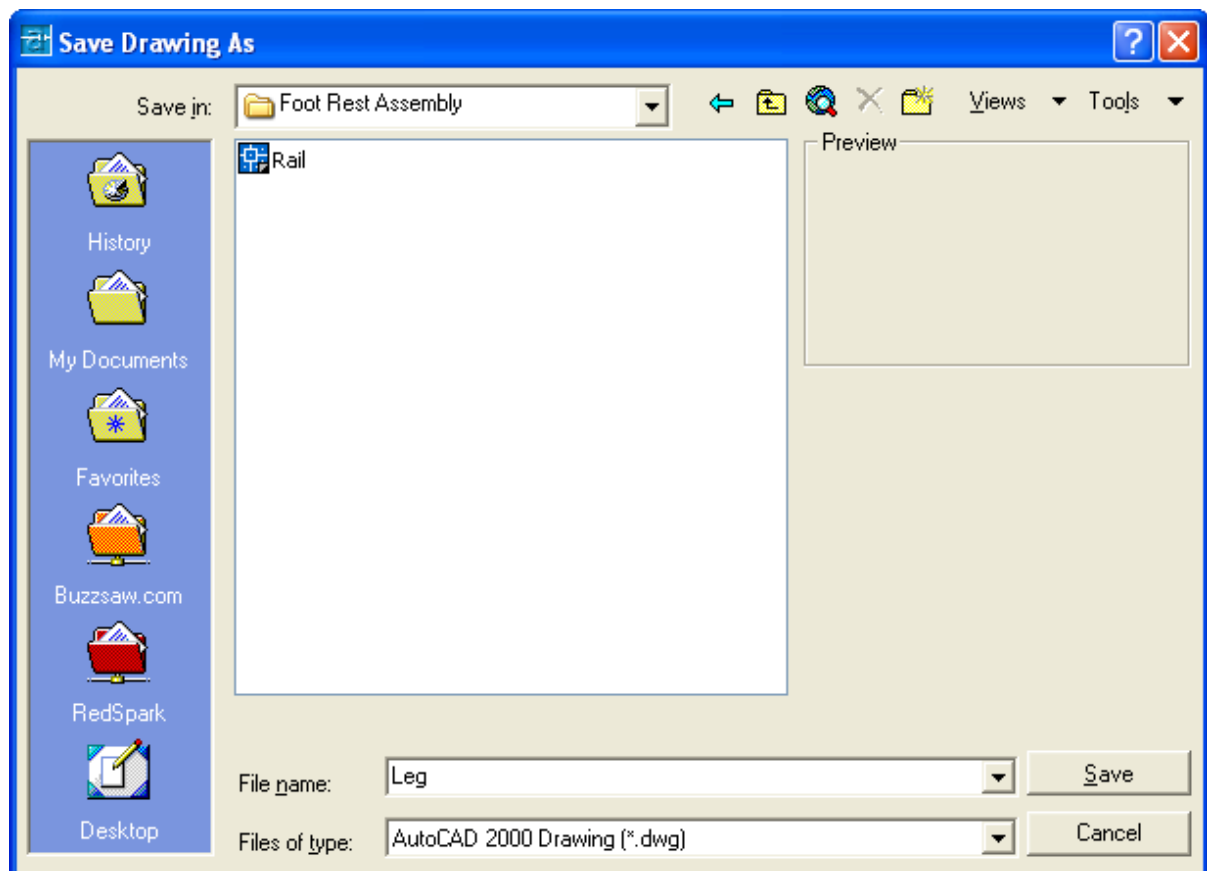 Save Drawing As
Save in: Foot Rest Assembly Views Tools
Rail
Preview
History
My Documents
Favorites
Buzzsaw.com
RedSpark
Desktop
File name: Leg Save
Files of type: AutoCAD 2000 Drawing (*.dwg) Cancel